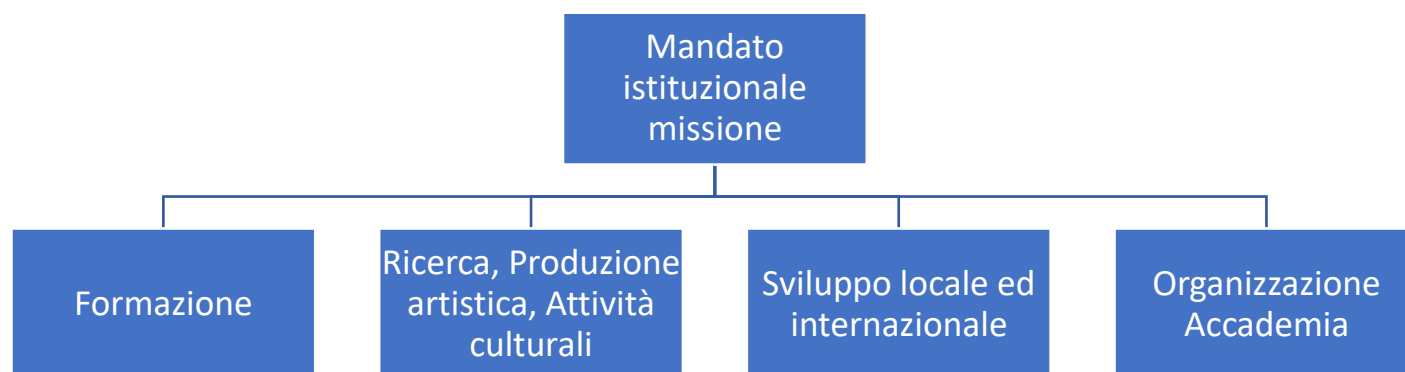 Mandato
istituzionale
missione
Formazione
Ricerca, Produzione
artistica, Attività
culturali
Sviluppo locale ed
internazionale
Organizzazione
Accademia